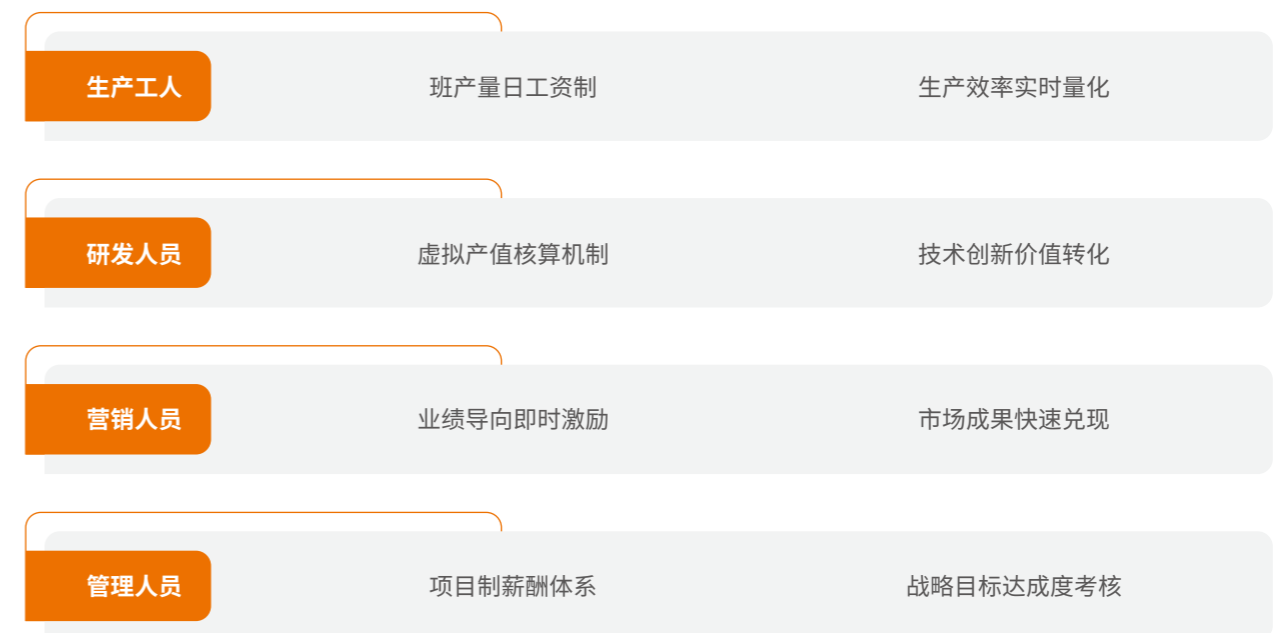 生产工人 班产量日工资制 生产效率实时量化
研发人员 虚拟产值核算机制 技术创新价值转化
营销人员 业绩导向即时激励 市场成果快速兑现
管理人员 项目制薪酬体系 战略目标达成度考核